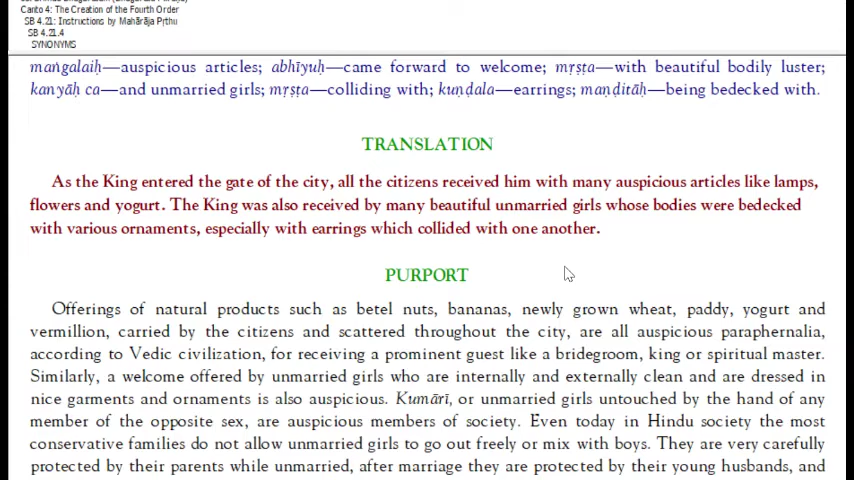 Canto 4: The Creation of the Fourth Order
SB 4.21: Instructions by Mahārāja Pṛthu
SB 4.21.4
SYNONYMS
maṅgalaiḥ—auspicious articles; abhīyuḥ—came forward to welcome; mṛṣṭa—with beautiful bodily luster;
kanyāḥ ca—and unmarried girls; mṛṣṭa—colliding with; kuṇḍala—earrings; maṇḍitāḥ—being bedecked with.
TRANSLATION
As the King entered the gate of the city, all the citizens received him with many auspicious articles like lamps,
flowers and yogurt. The King was also received by many beautiful unmarried girls whose bodies were bedecked
with various ornaments, especially with earrings which collided with one another.
PURPORT
Offerings of natural products such as betel nuts, bananas, newly grown wheat, paddy, yogurt and
vermillion, carried by the citizens and scattered throughout the city, are all auspicious paraphernalia,
according to Vedic civilization, for receiving a prominent guest like a bridegroom, king or spiritual master.
Similarly, a welcome offered by unmarried girls who are internally and externally clean and are dressed in
nice garments and ornaments is also auspicious. Kumārī, or unmarried girls untouched by the hand of any
member of the opposite sex, are auspicious members of society. Even today in Hindu society the most
conservative families do not allow unmarried girls to go out freely or mix with boys. They are very carefully
protected by their parents while unmarried, after marriage they are protected by their young husbands, and